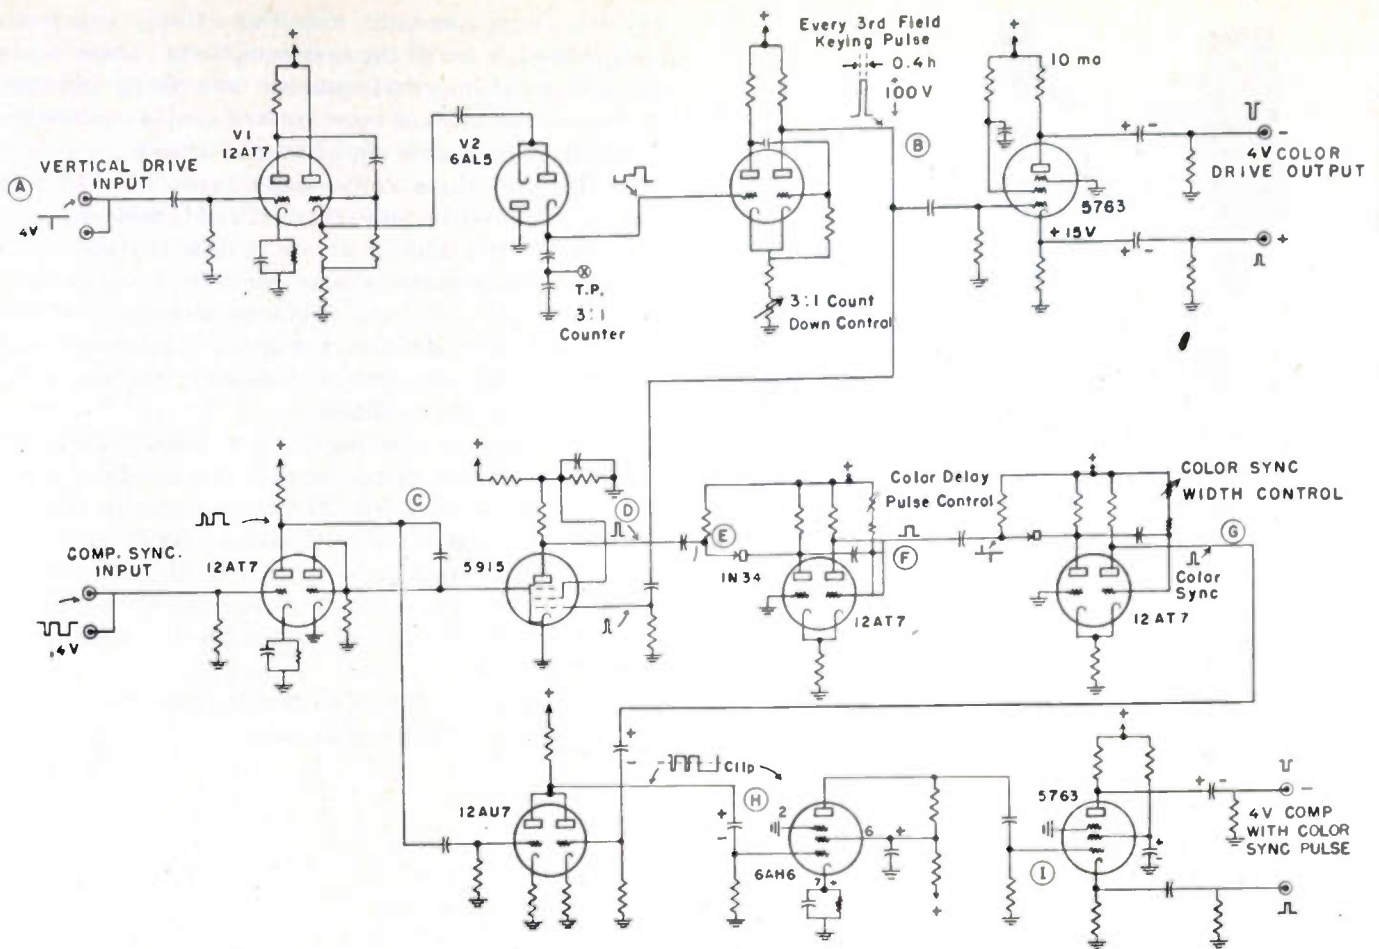 Every 3rd Field
Keying Pulse
0.4h
100V
10 ma
+
+
+
V1
12AT7
V2
6AL5
B
A
VERTICAL DRIVE
INPUT
4V
T.P.
3:1
Counter
3:1 Count
Down Control
5763
+15V
+ -
+ -
-
4V COLOR
DRIVE OUTPUT
+
+
+
+
+
C
D
E
F
G
Color Delay
Pulse Control
COLOR SYNC
WIDTH CONTROL
COMP. SYNC.
INPUT
.4V
12AT7
5915
1N34
12AT7
12AT7
Color
Sync
+
+
-
Clip
H
12AU7
+
-
2
6
+
6AH6
7
+
+
I
+
5763
+ -
+
-
-
4V COMP
WITH COLOR
SYNC PULSE